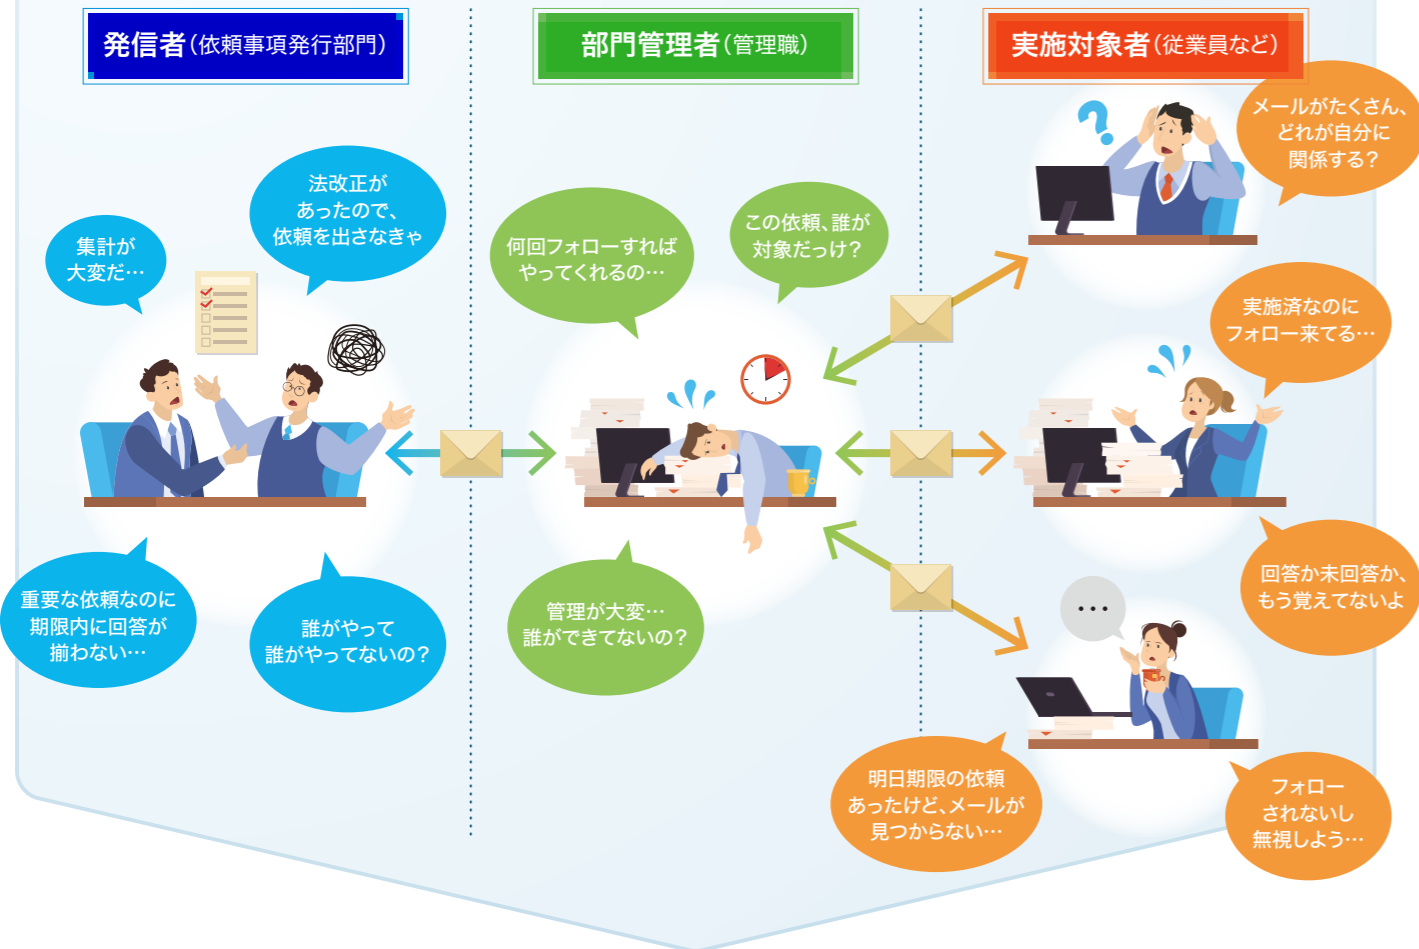 発信者（依頼事項発行部門）
部門管理者（管理職）
実施対象者（従業員など）
集計が
大変だ…
法改正が
あったので、
依頼を出さなきゃ
重要な依頼なのに
期限内に回答が
揃わない…
誰がやって
誰がやってないの？
何回フォローすれば
やってくれるの…
この依頼、誰が
対象だっけ？
管理が大変…
誰ができてないの？
メールがたくさん、
どれが自分に
関係する？
実施済なのに
フォロー来てる…
回答か未回答か、
もう覚えてないよ
明日期限の依頼
あったけど、メールが
見つからない…
フォロー
されないし
無視しよう…